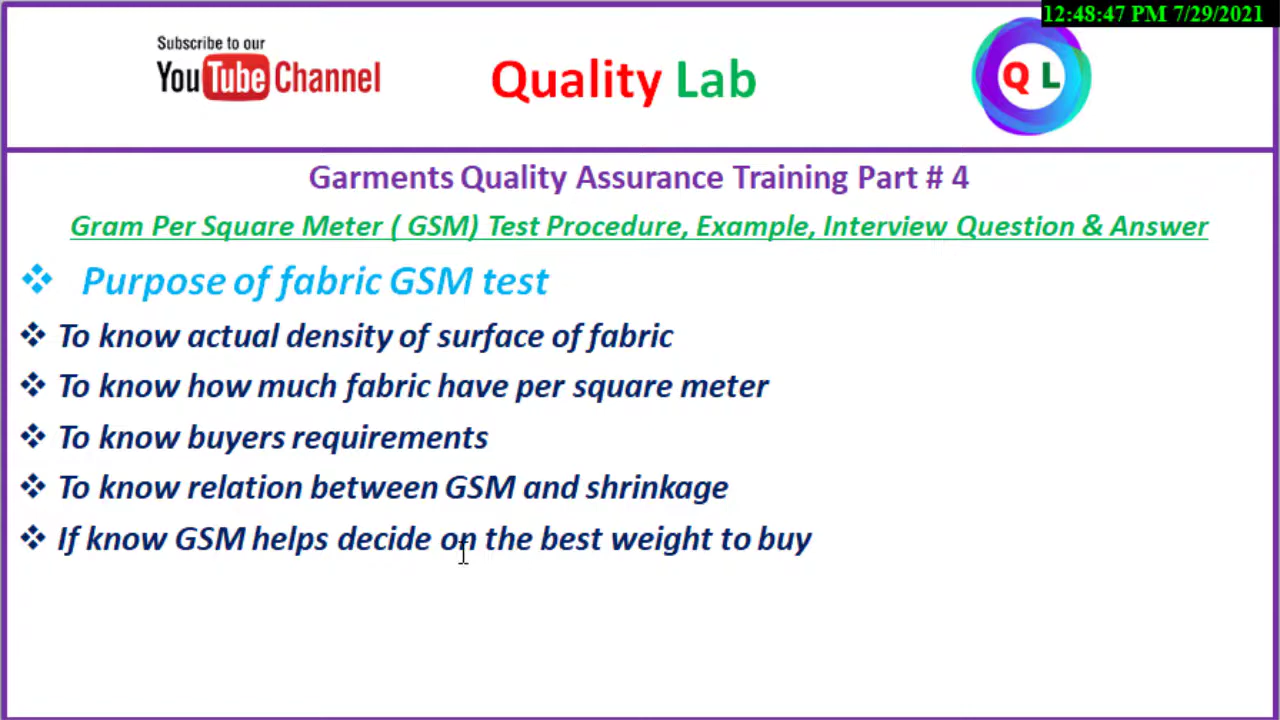 12:48:47 PM 7/29/2021
Subscribe to our
YouTube Channel
Quality Lab
Q L
Garments Quality Assurance Training Part # 4
Gram Per Square Meter ( GSM) Test Procedure, Example, Interview Question & Answer
Purpose of fabric GSM test
To know actual density of surface of fabric
To know how much fabric have per square meter
To know buyers requirements
To know relation between GSM and shrinkage
If know GSM helps decide on the best weight to buy